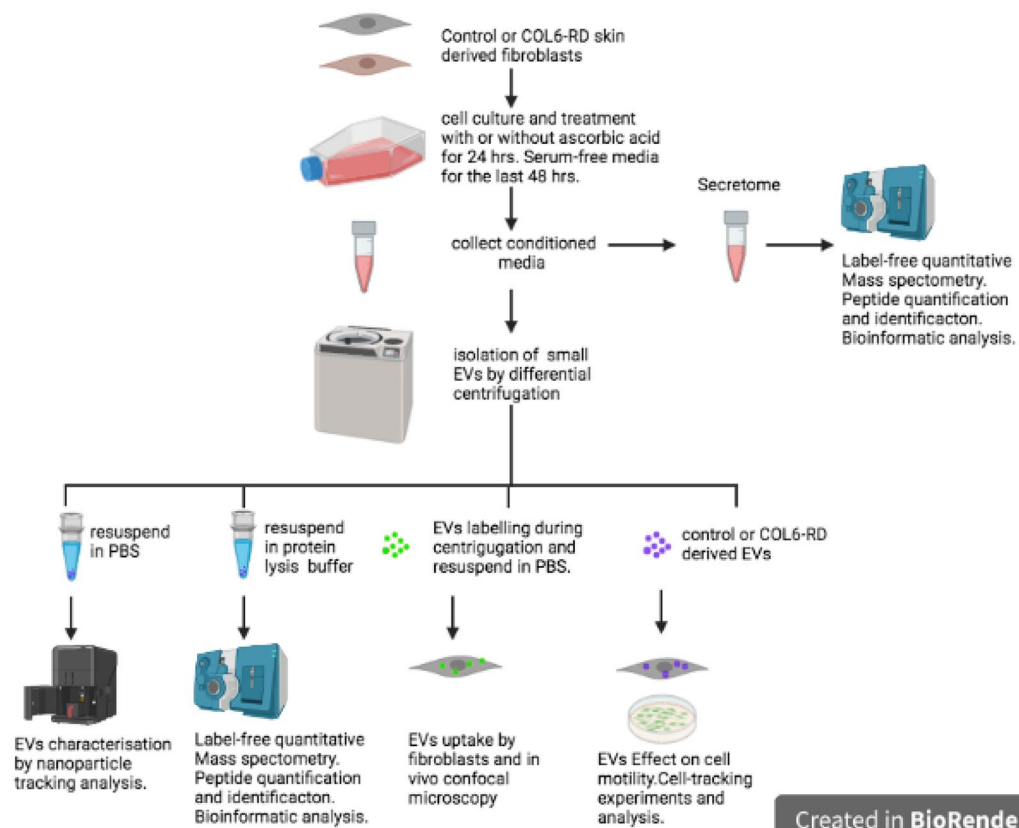 Control or COL6-RD skin
derived fibroblasts
cell culture and treatment
with or without ascorbic acid
for 24 hrs. Serum-free media
for the last 48 hrs.
collect conditioned
media
Secretome
Label-free quantitative
Mass spectometry.
Peptide quantification
and identificacton.
Bioinformatic analysis.
isolation of small
EVs by differential
centrifugation
resuspend
in PBS
resuspend
in protein
lysis buffer
EVs labelling during
centrigugation and
resuspend in PBS.
control or COL6-RD
derived EVs
EVs characterisation
by nanoparticle
tracking analysis.
Label-free quantitative
Mass spectometry.
Peptide quantification
and identificacton.
Bioinformatic analysis.
EVs uptake by
fibroblasts and in
vivo confocal
microscopy
EVs Effect on cell
motility.Cell-tracking
experiments and
analysis.
Created in BioRende